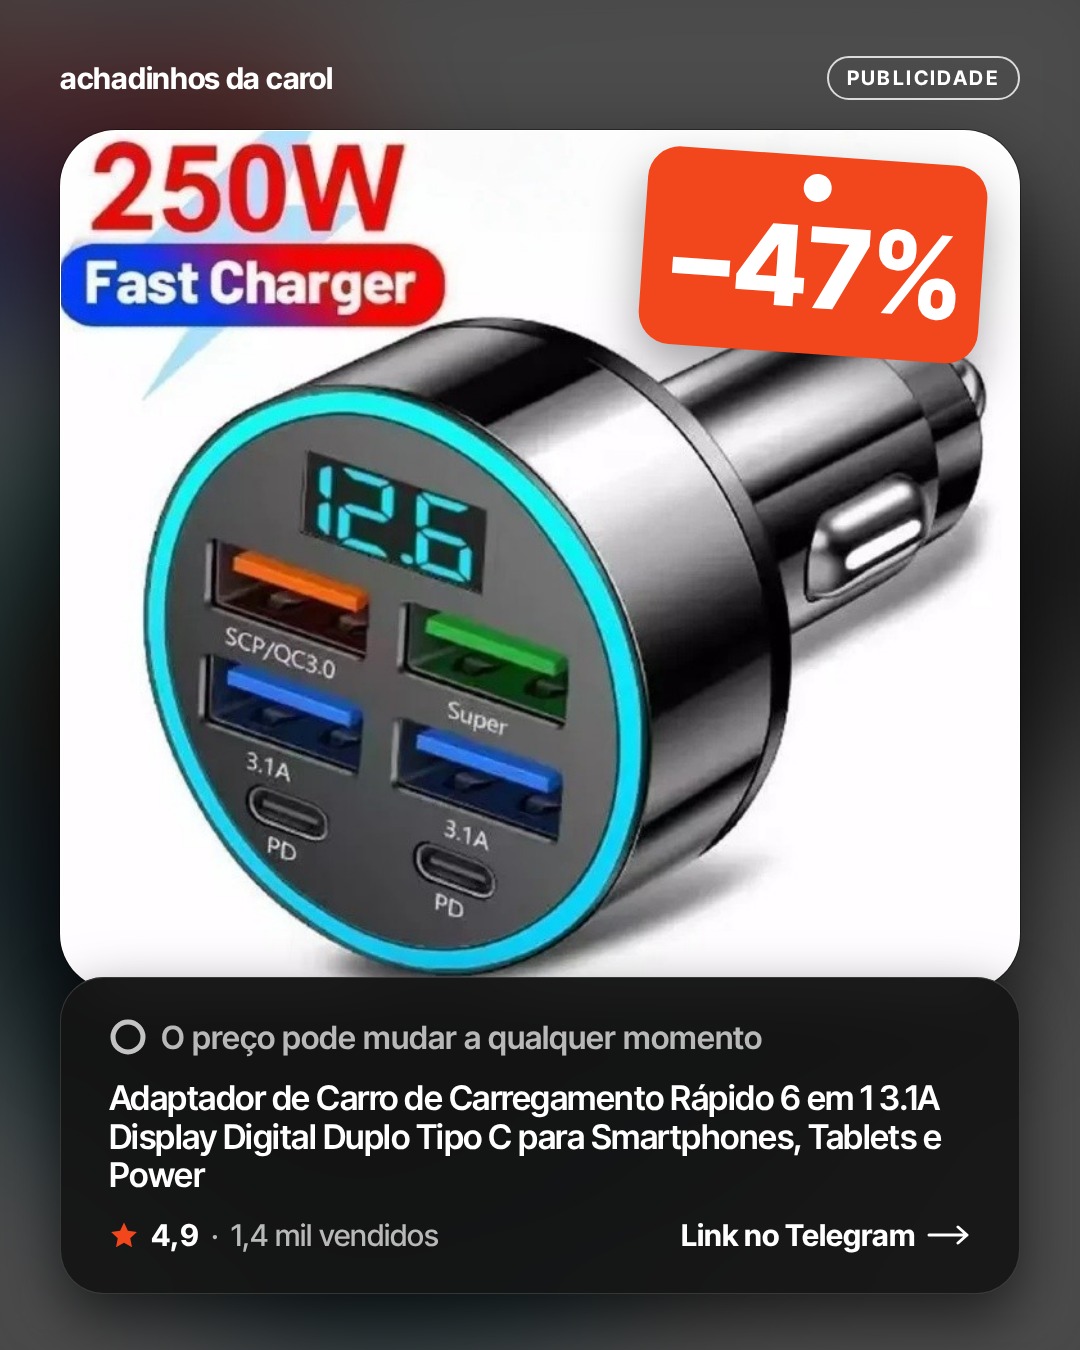 achadinhos da carol
PUBLICIDADE
250W
Fast Charger
–47%
12.6
SCP/QC3.0
Super
3.1A
3.1A
PD
PD
O preço pode mudar a qualquer momento
Adaptador de Carro de Carregamento Rápido 6 em 1 3.1A
Display Digital Duplo Tipo C para Smartphones, Tablets e
Power
4,9 · 1,4 mil vendidos
Link no Telegram →